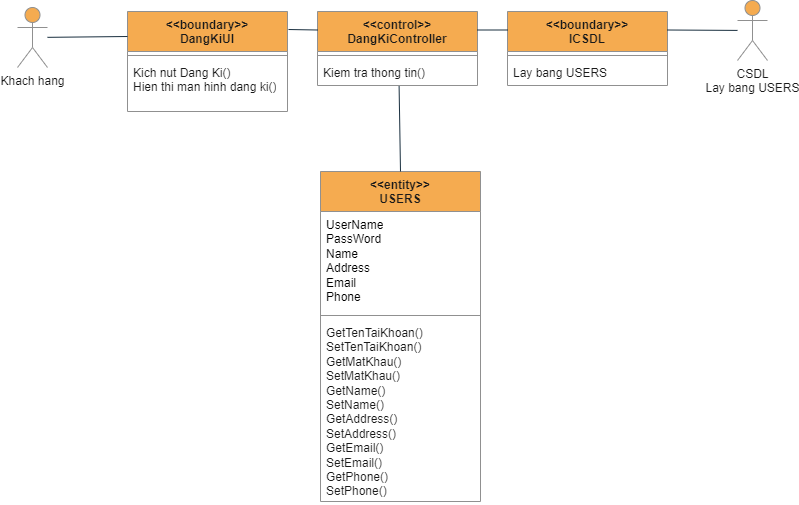 Khach hang
<<boundary>>
DangKiUI
Kich nut Dang Ki()
Hien thi man hinh dang ki()
<<control>>
DangKiController
Kiem tra thong tin()
<<boundary>>
ICSDL
Lay bang USERS
CSDL
Lay bang USERS
<<entity>>
USERS
UserName
PassWord
Name
Address
Email
Phone
GetTenTaiKhoan()
SetTenTaiKhoan()
GetMatKhau()
SetMatKhau()
GetName()
SetName()
GetAddress()
SetAddress()
GetEmail()
SetEmail()
GetPhone()
SetPhone()